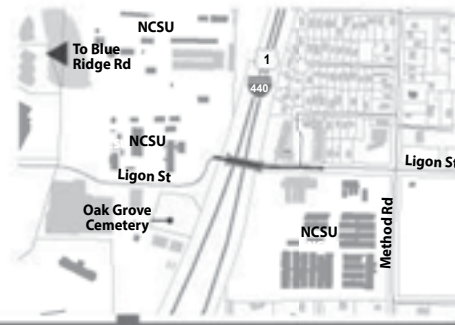 NCSU
To Blue
Ridge Rd
1
440
NCSU
Ligon St
Ligon St
Oak Grove
Cemetery
NCSU
Method Rd